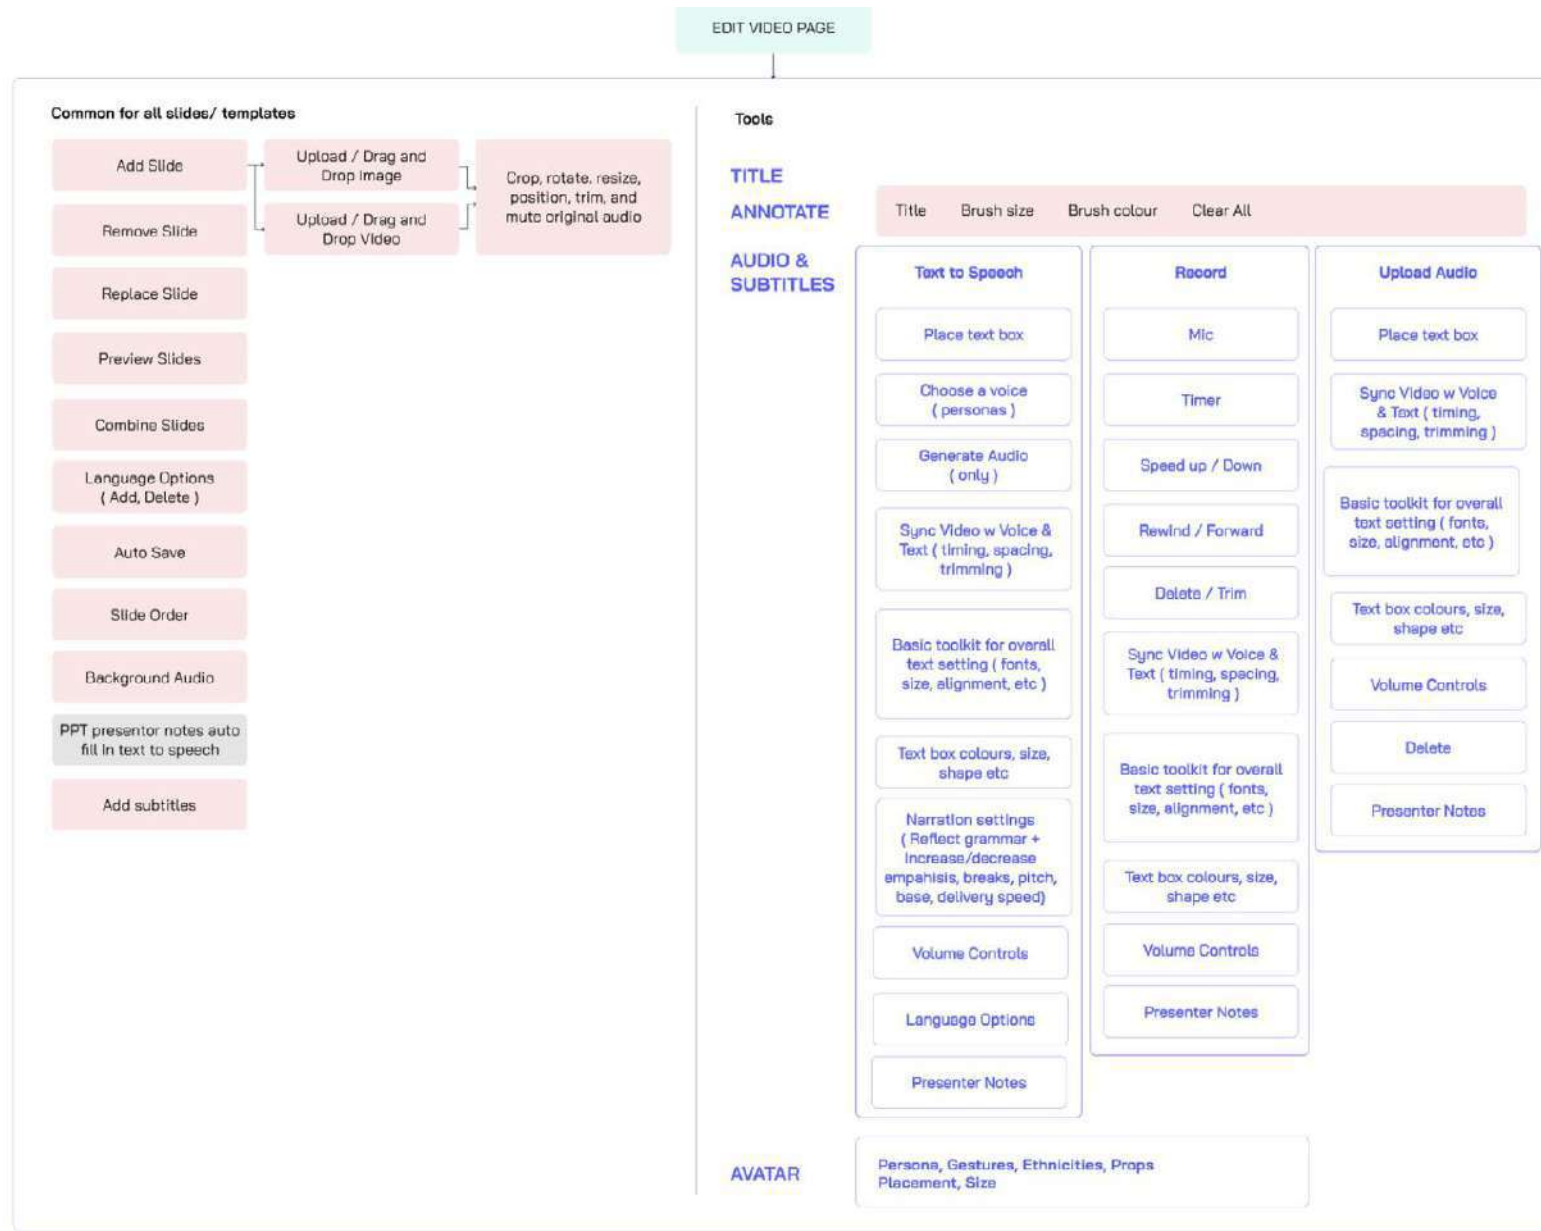 EDIT VIDEO PAGE
Common for all slides/ templates
Add Slide
Upload / Drag and
Drop Image
Upload / Drag and
Drop Video
Crop, rotate, resize,
position, trim, and
mute original audio
Remove Slide
Replace Slide
Preview Slides
Combine Slides
Language Options
( Add, Delete )
Auto Save
Slide Order
Background Audio
PPT presentor notes auto
fill in text to speech
Add subtitles
Tools
TITLE
ANNOTATE
Title Brush size Brush colour Clear All
AUDIO &
SUBTITLES
Text to Speech
Place text box
Choose a voice
( personas )
Generate Audio
( only )
Sync Video w Voice &
Text ( timing, spacing,
trimming )
Basic toolkit for overall
text setting ( fonts,
size, alignment, etc )
Text box colours, size,
shape etc
Narration settings
( Reflect grammar +
increase/decrease
empahisis, breaks, pitch,
base, delivery speed)
Volume Controls
Language Options
Presenter Notes
Record
Mic
Timer
Speed up / Down
Rewind / Forward
Delete / Trim
Sync Video w Voice &
Text ( timing, spacing,
trimming )
Basic toolkit for overall
text setting ( fonts,
size, alignment, etc )
Text box colours, size,
shape etc
Volume Controls
Presenter Notes
Upload Audio
Place text box
Sync Video w Voice
& Text ( timing,
spacing, trimming )
Basic toolkit for overall
text setting ( fonts,
size, alignment, etc )
Text box colours, size,
shape etc
Volume Controls
Delete
Presenter Notes
AVATAR
Persona, Gestures, Ethnicities, Props
Placement, Size